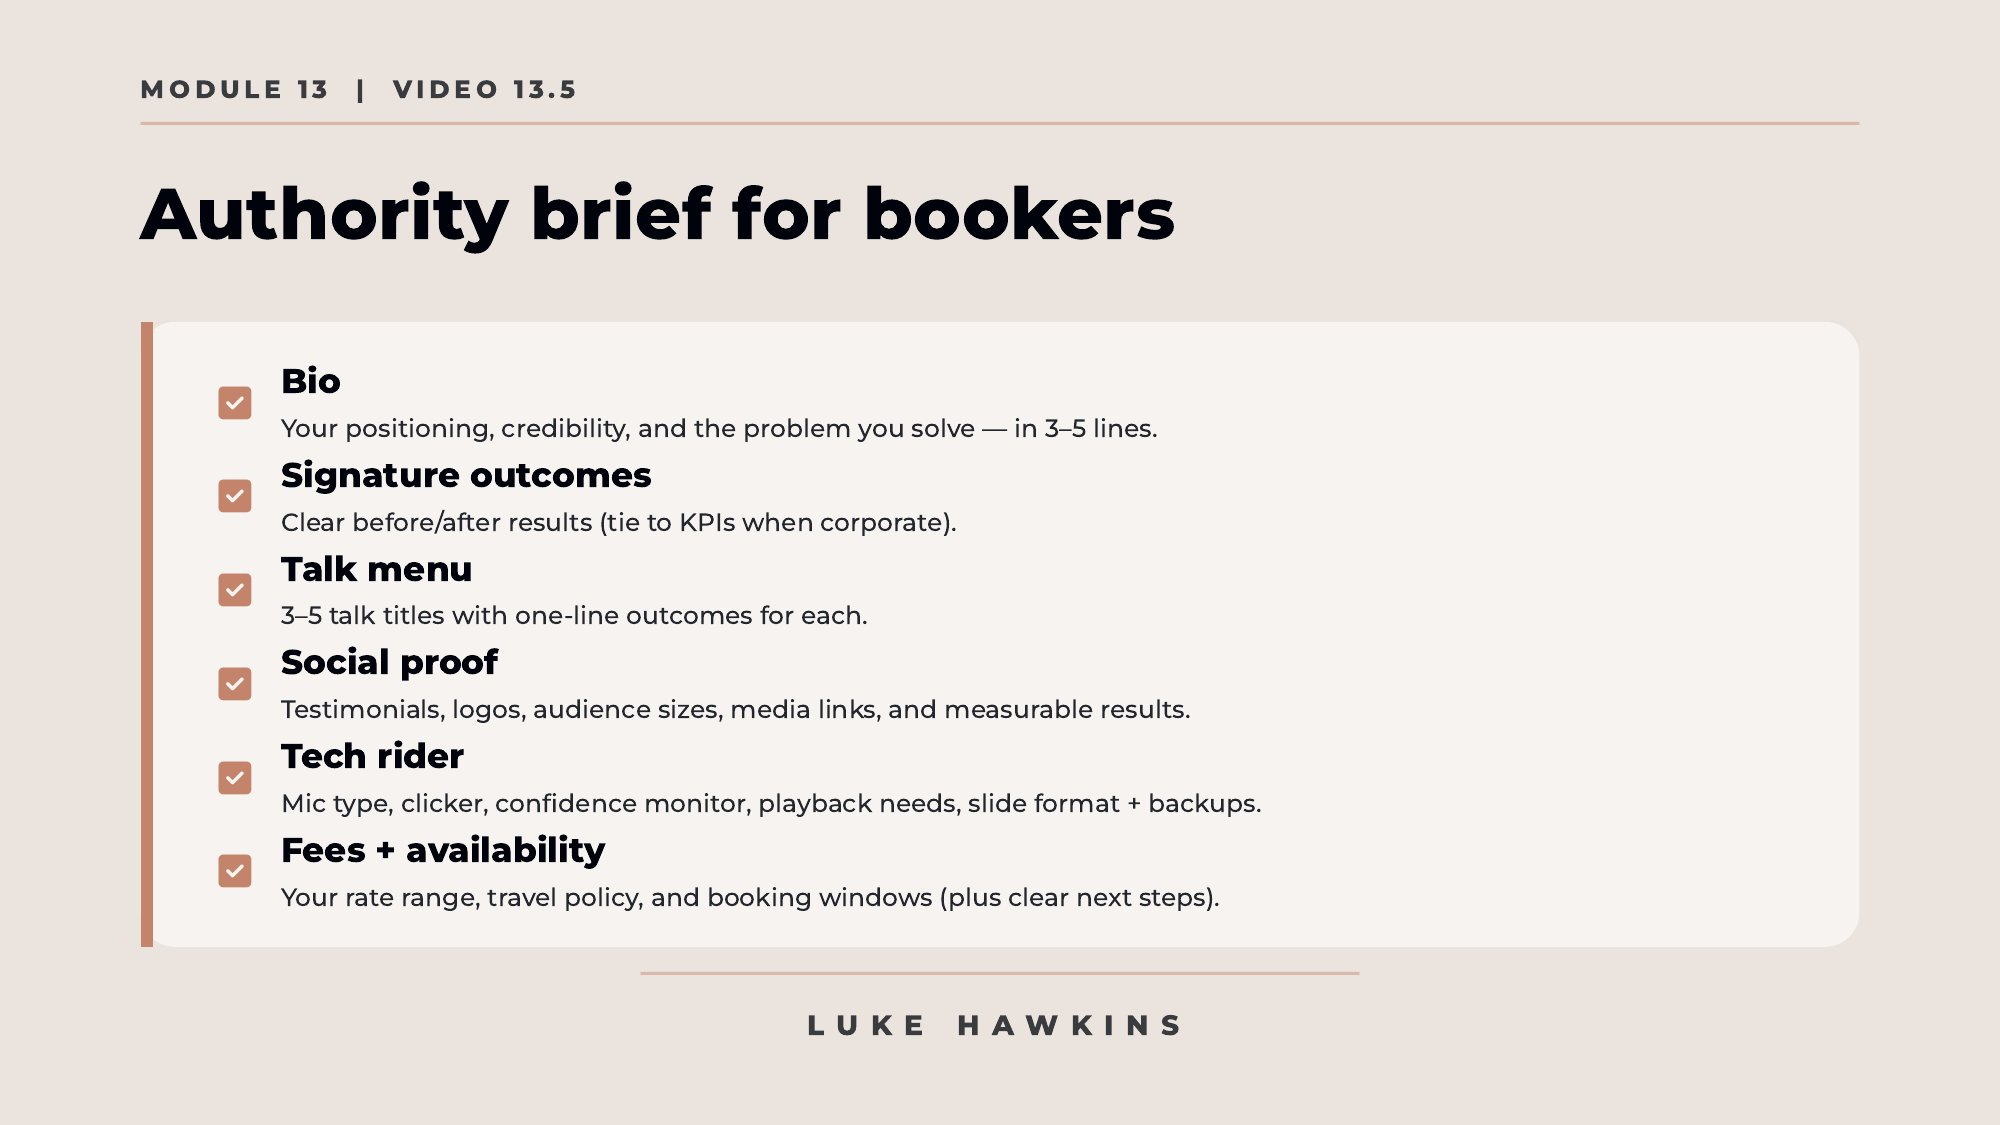 MODULE 13 | VIDEO 13.5
Authority brief for bookers
Bio
Your positioning, credibility, and the problem you solve — in 3–5 lines.
Signature outcomes
Clear before/after results (tie to KPIs when corporate).
Talk menu
3–5 talk titles with one-line outcomes for each.
Social proof
Testimonials, logos, audience sizes, media links, and measurable results.
Tech rider
Mic type, clicker, confidence monitor, playback needs, slide format + backups.
Fees + availability
Your rate range, travel policy, and booking windows (plus clear next steps).
LUKE HAWKINS